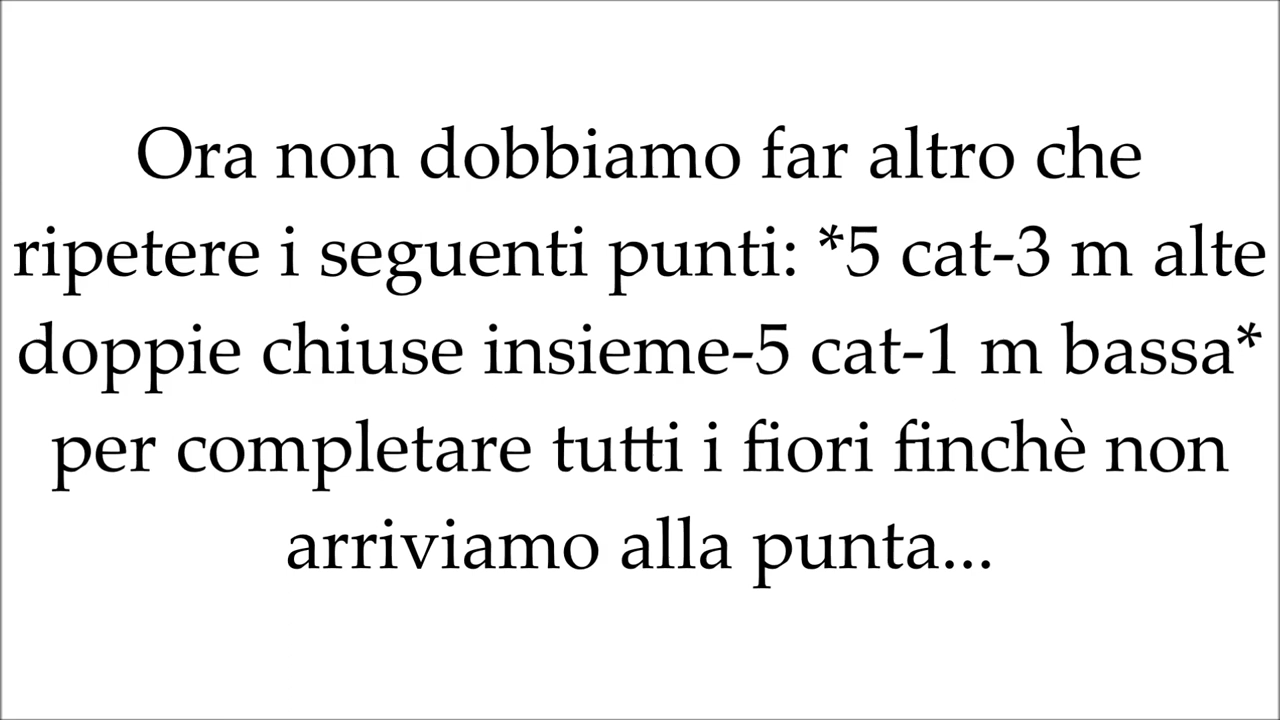 Ora non dobbiamo far altro che
ripetere i seguenti punti: *5 cat-3 m alte
doppie chiuse insieme-5 cat-1 m bassa*
per completare tutti i fiori finchè non
arriviamo alla punta...